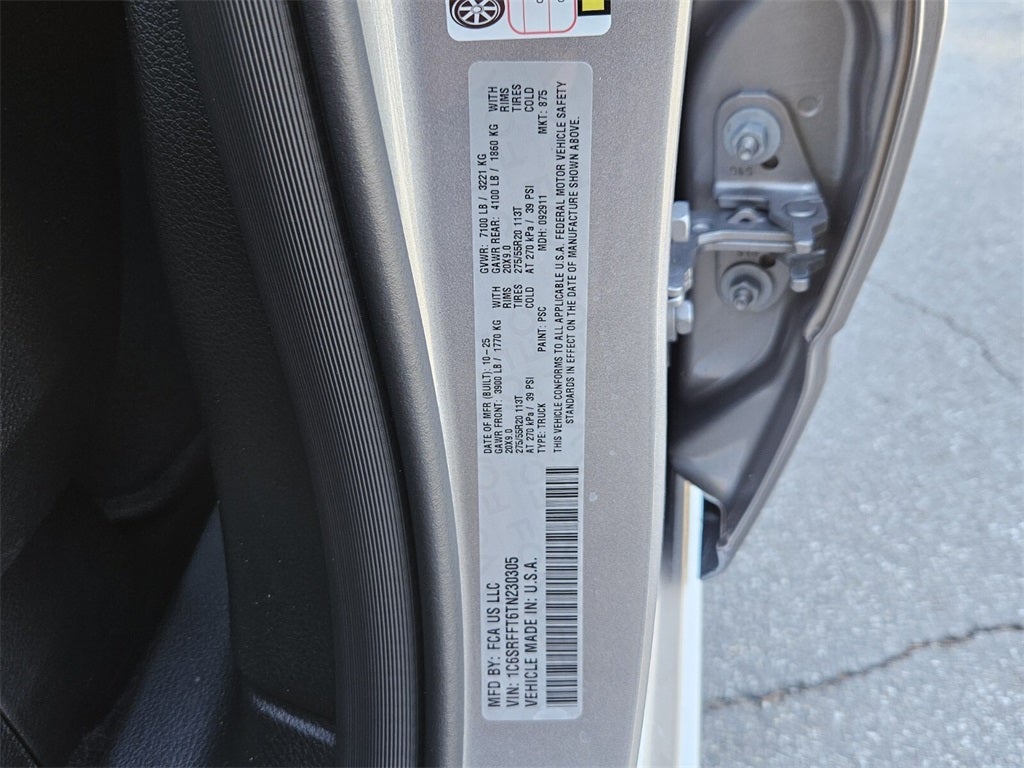 MFD BY: FCA US LLC
VIN: 1C6SRFFT6TN230305
VEHICLE MADE IN: U.S.A.
DATE OF MFR (BUILT): 10-25 GVWR: 7100 LB / 3221 KG
GAWR FRONT: 3900 LB / 1770 KG WITH GAWR REAR: 4100 LB / 1860 KG WITH
20X9.0 RIMS 20X9.0 RIMS
275/55R20 113T TIRES 275/55R20 113T TIRES
AT 270 kPa / 39 PSI COLD AT 270 kPa / 39 PSI COLD
TYPE: TRUCK PAINT: PSC MDH: 092911 MKT: 875
THIS VEHICLE CONFORMS TO ALL APPLICABLE U.S.A. FEDERAL MOTOR VEHICLE SAFETY
STANDARDS IN EFFECT ON THE DATE OF MANUFACTURE SHOWN ABOVE.